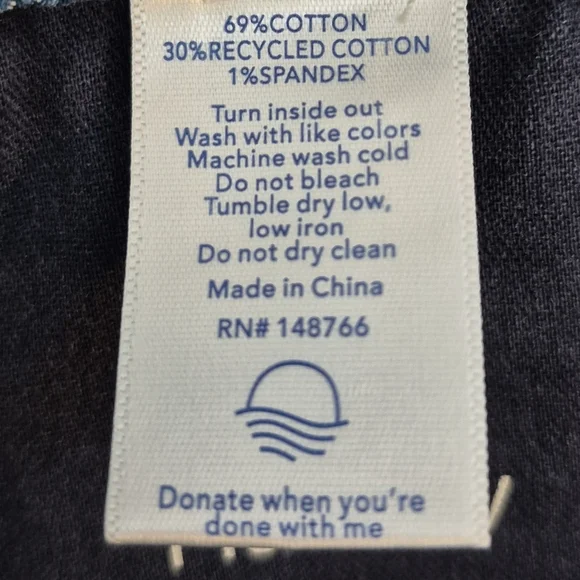 69%COTTON
30%RECYCLED COTTON
1%SPANDEX
Turn inside out
Wash with like colors
Machine wash cold
Do not bleach
Tumble dry low,
low iron
Do not dry clean
Made in China
RN# 148766
Donate when you're
done with me